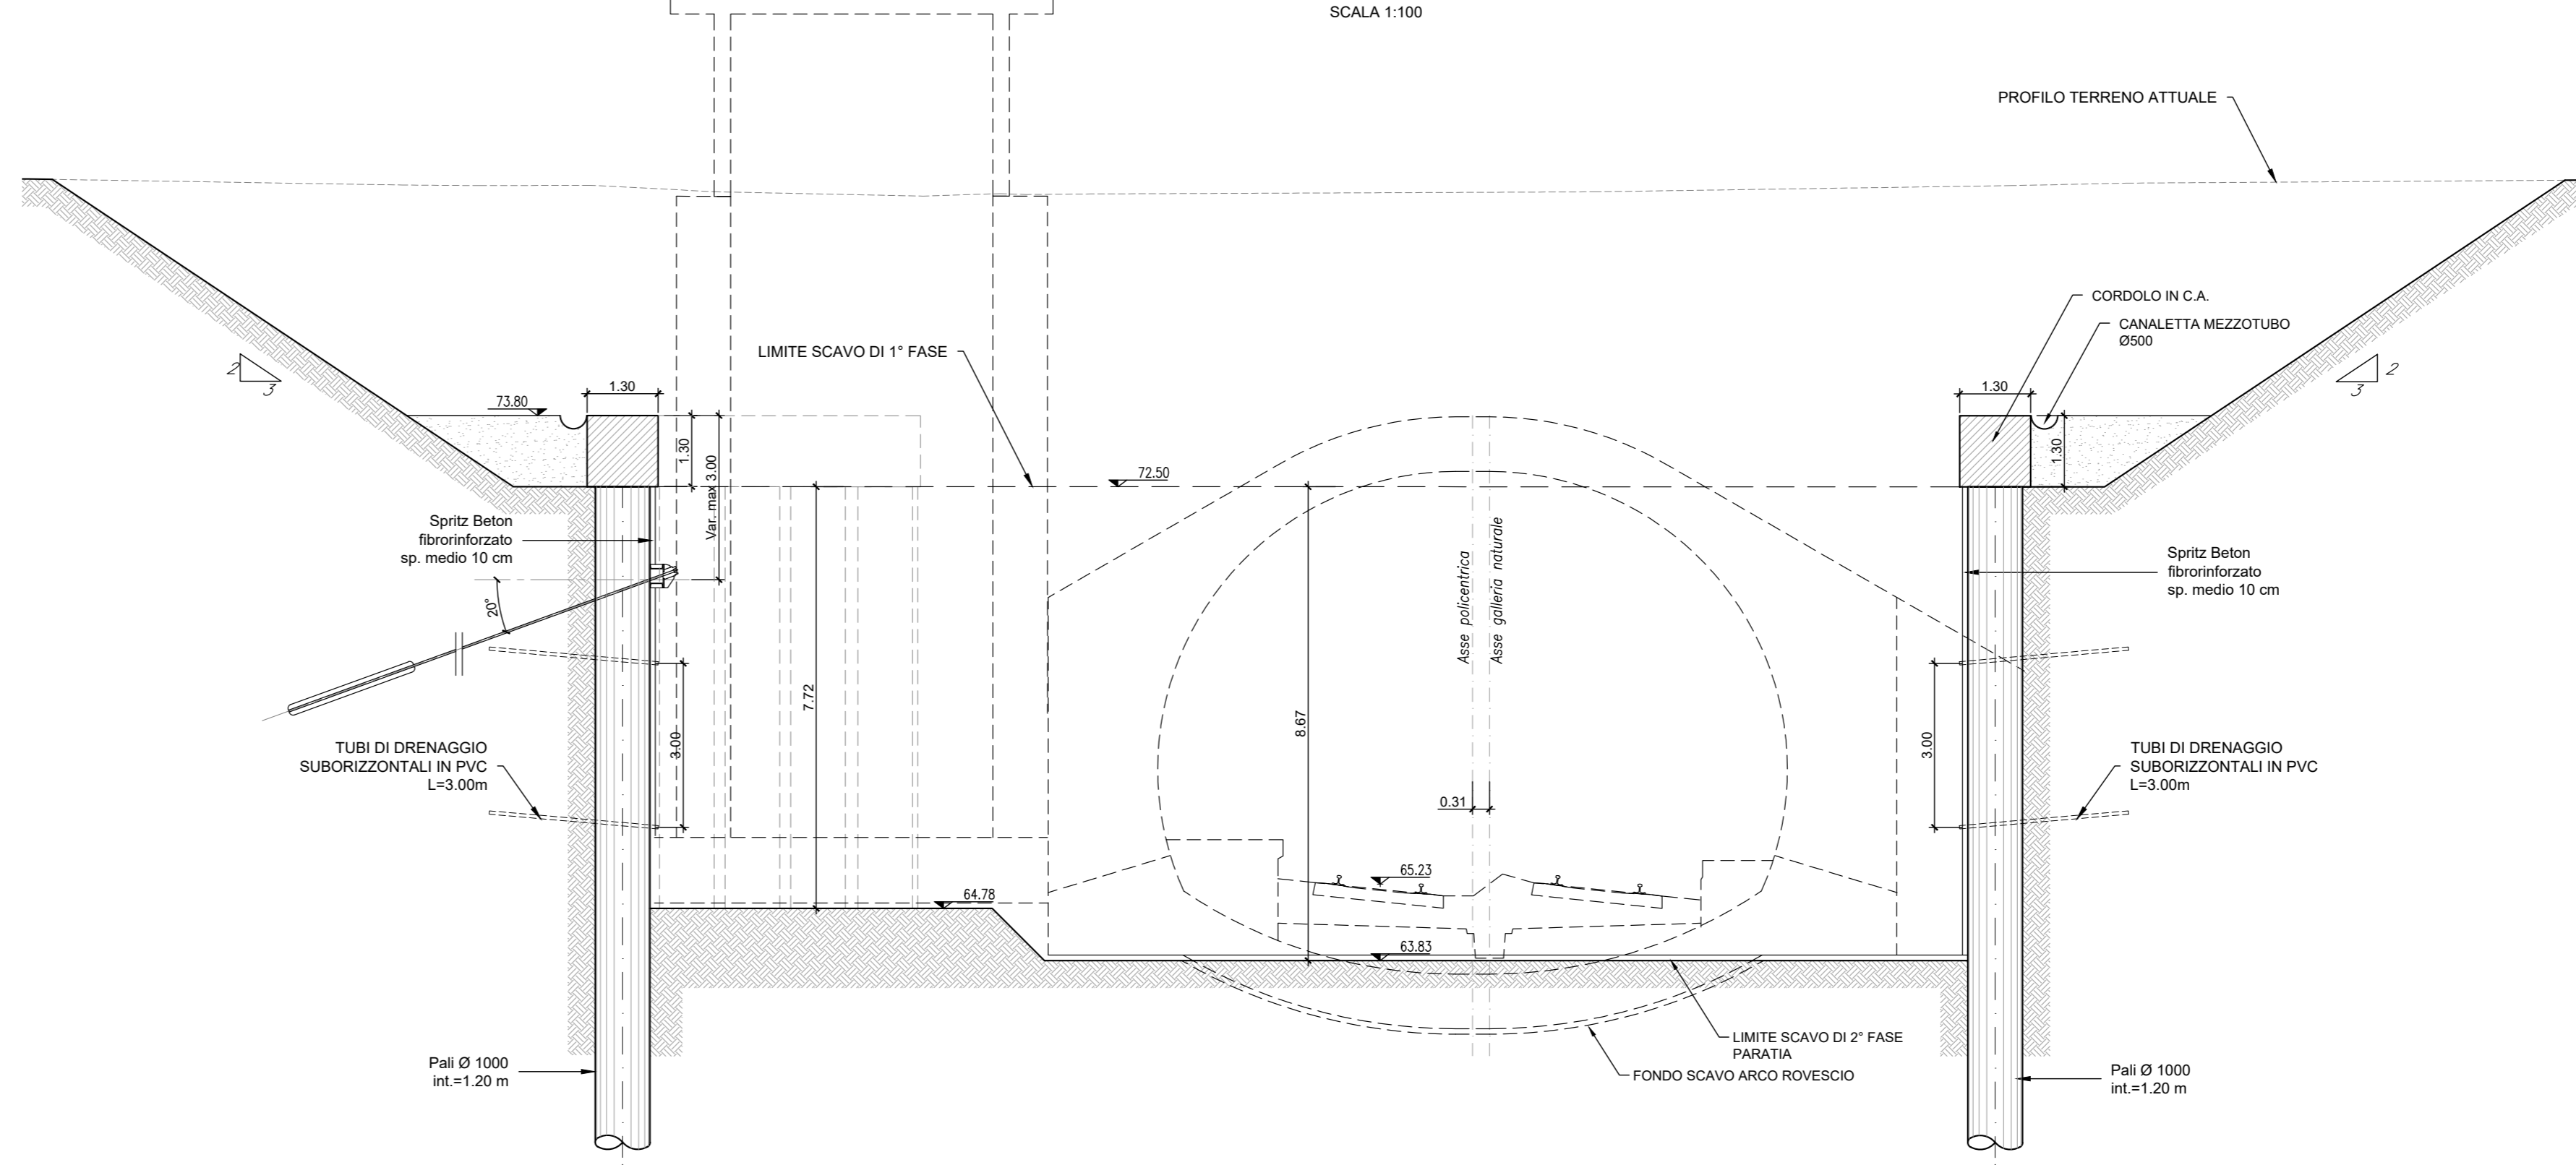 SCALA 1:100
PROFILO TERRENO ATTUALE
CORDOLO IN C.A.
CANALETTA MEZZOTUBO
Ø500
LIMITE SCAVO DI 1° FASE
2
3
2
3
73.80
1.30
1.30
1.30
Var. max 3.00
1.30
72.50
Spritz Beton
fibrorinforzato
sp. medio 10 cm
Asse policentrica
Asse galleria naturale
Spritz Beton
fibrorinforzato
sp. medio 10 cm
20°
7.72
8.67
3.00
3.00
TUBI DI DRENAGGIO
SUBORIZZONTALI IN PVC
L=3.00m
TUBI DI DRENAGGIO
SUBORIZZONTALI IN PVC
L=3.00m
0.31
65.23
64.78
63.83
LIMITE SCAVO DI 2° FASE
PARATIA
FONDO SCAVO ARCO ROVESCIO
Pali Ø 1000
int.=1.20 m
Pali Ø 1000
int.=1.20 m